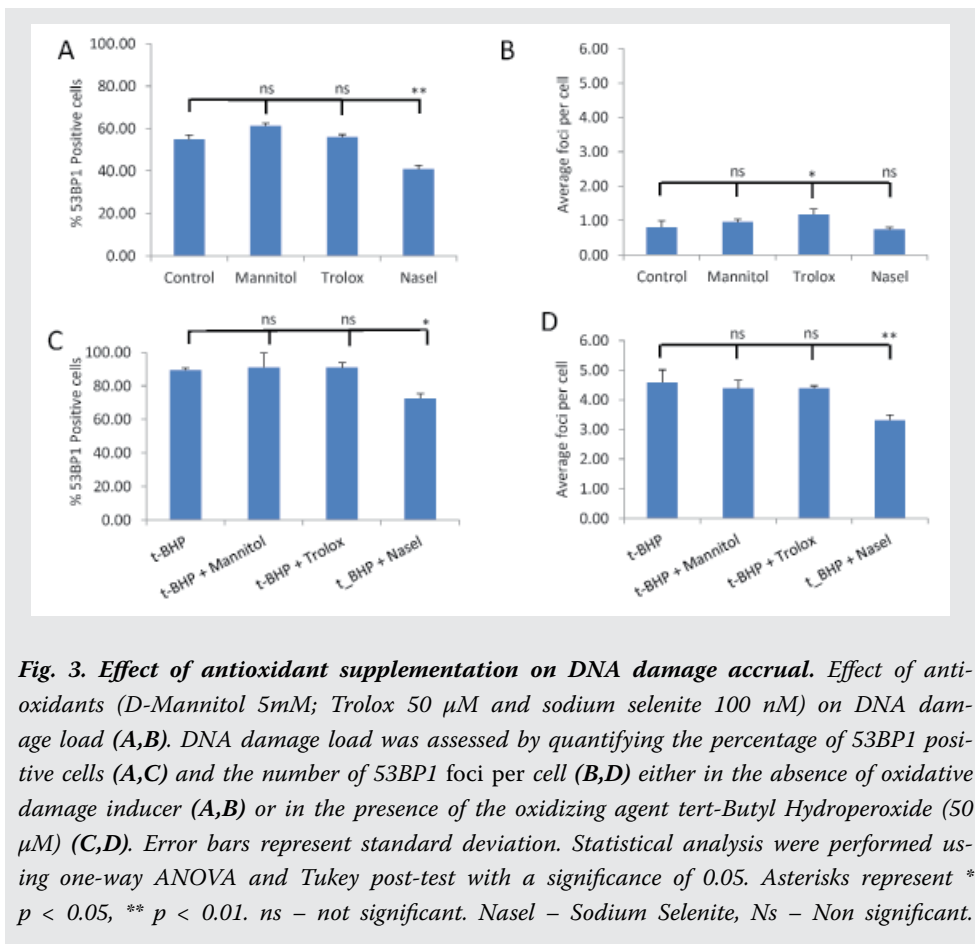 A
100.00
80.00
60.00
40.00
20.00
0.00
% 53BP1 Positive cells
ns
ns
**
Control Mannitol Trolox Nasel
B
6.00
5.00
4.00
3.00
2.00
1.00
0.00
Average foci per cell
ns
*
ns
Control Mannitol Trolox Nasel
C
100.00
80.00
60.00
40.00
20.00
0.00
% 53BP1 Positive cells
ns
ns
*
t-BHP
t-BHP + Mannitol
t-BHP + Trolox
t_BHP + Nasel
D
6.00
5.00
4.00
3.00
2.00
1.00
0.00
Average foci per cell
ns
ns
**
t-BHP
t-BHP + Mannitol
t-BHP + Trolox
t_BHP + Nasel
Fig. 3. Effect of antioxidant supplementation on DNA damage accrual. Effect of anti-
oxidants (D-Mannitol 5mM; Trolox 50 μM and sodium selenite 100 nM) on DNA dam-
age load (A,B). DNA damage load was assessed by quantifying the percentage of 53BP1 posi-
tive cells (A,C) and the number of 53BP1 foci per cell (B,D) either in the absence of oxidative
damage inducer (A,B) or in the presence of the oxidizing agent tert-Butyl Hydroperoxide (50
μM) (C,D). Error bars represent standard deviation. Statistical analysis were performed us-
ing one-way ANOVA and Tukey post-test with a significance of 0.05. Asterisks represent *
p < 0.05, ** p < 0.01. ns – not significant. Nasel – Sodium Selenite, Ns – Non significant.